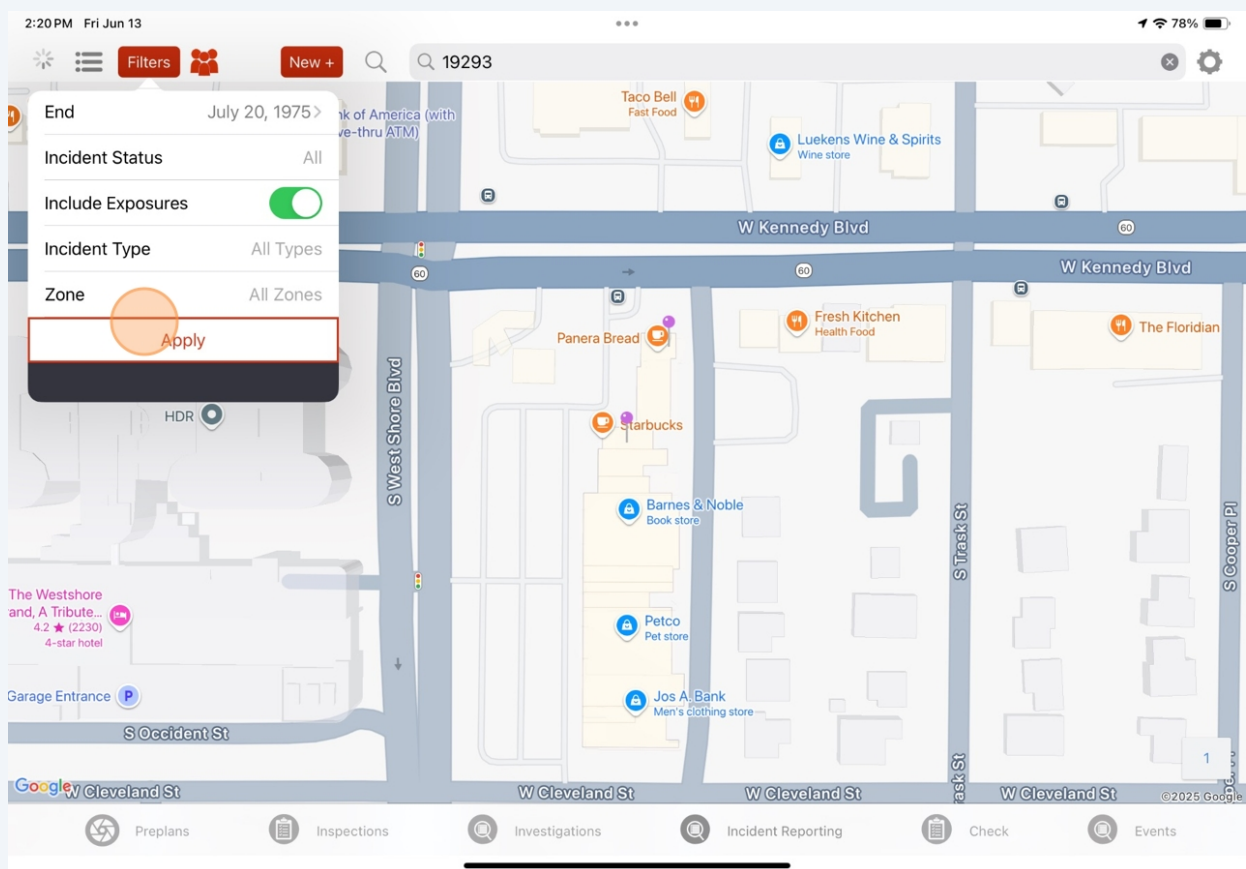 2:20 PM Fri Jun 13
78%
Filters
New +
19293
End
July 20, 1975
Incident Status
All
Include Exposures
Incident Type
All Types
Zone
All Zones
Apply
nk of America (with
ve-thru ATM)
Taco Bell
Fast Food
Luekens Wine & Spirits
Wine store
W Kennedy Blvd
60
60
60
W Kennedy Blvd
Panera Bread
Fresh Kitchen
Health Food
The Floridian
S West Shore Blvd
HDR
Starbucks
Barnes & Noble
Book store
S Trask St
S Cooper Pl
The Westshore
and, A Tribute...
4.2 ★ (2230)
4-star hotel
Petco
Pet store
Garage Entrance
P
Jos A. Bank
Men's clothing store
S Occident St
1
Google
W Cleveland St
W Cleveland St
W Cleveland St
W Cleveland St
rask St
©2025 Google
Preplans
Inspections
Investigations
Incident Reporting
Check
Events